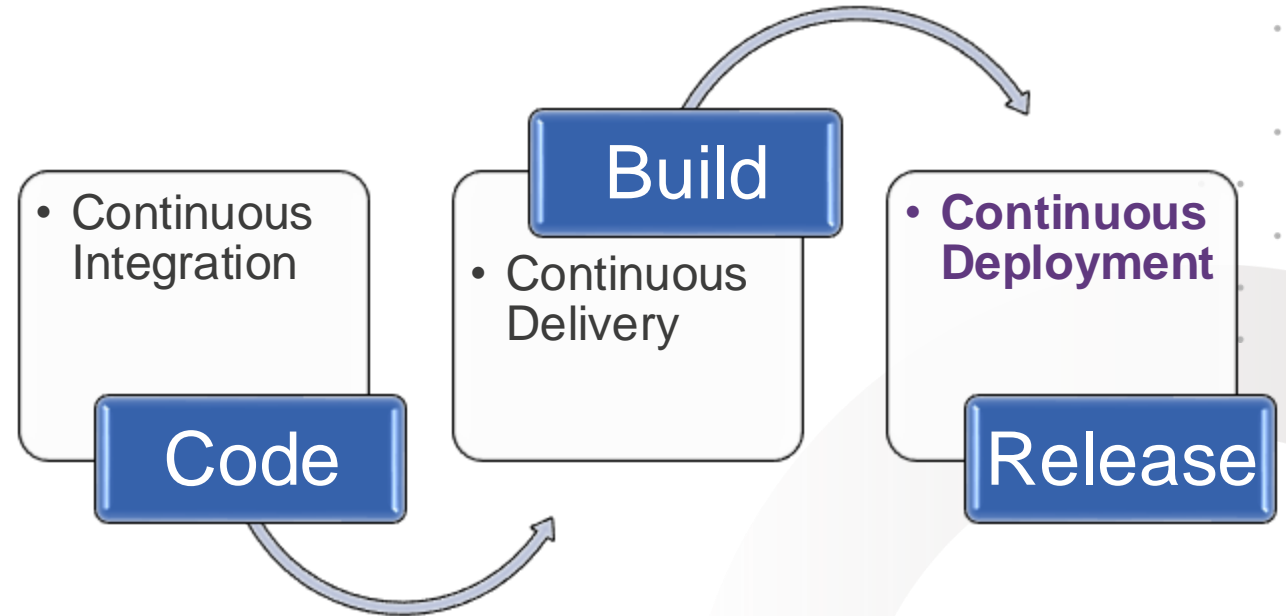 • Continuous
Integration
Code
Build
• Continuous
Delivery
• Continuous
Deployment
Release